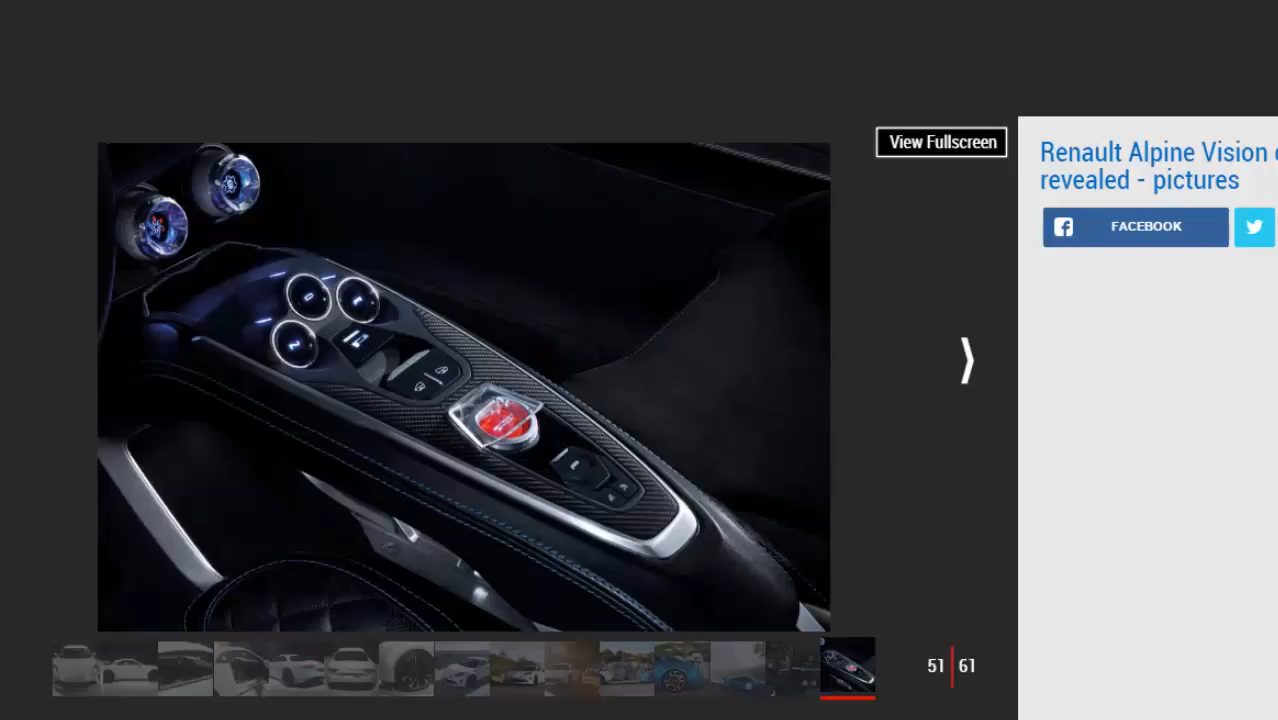 View Fullscreen
Renault Alpine Vision
revealed - pictures
FACEBOOK
51 61